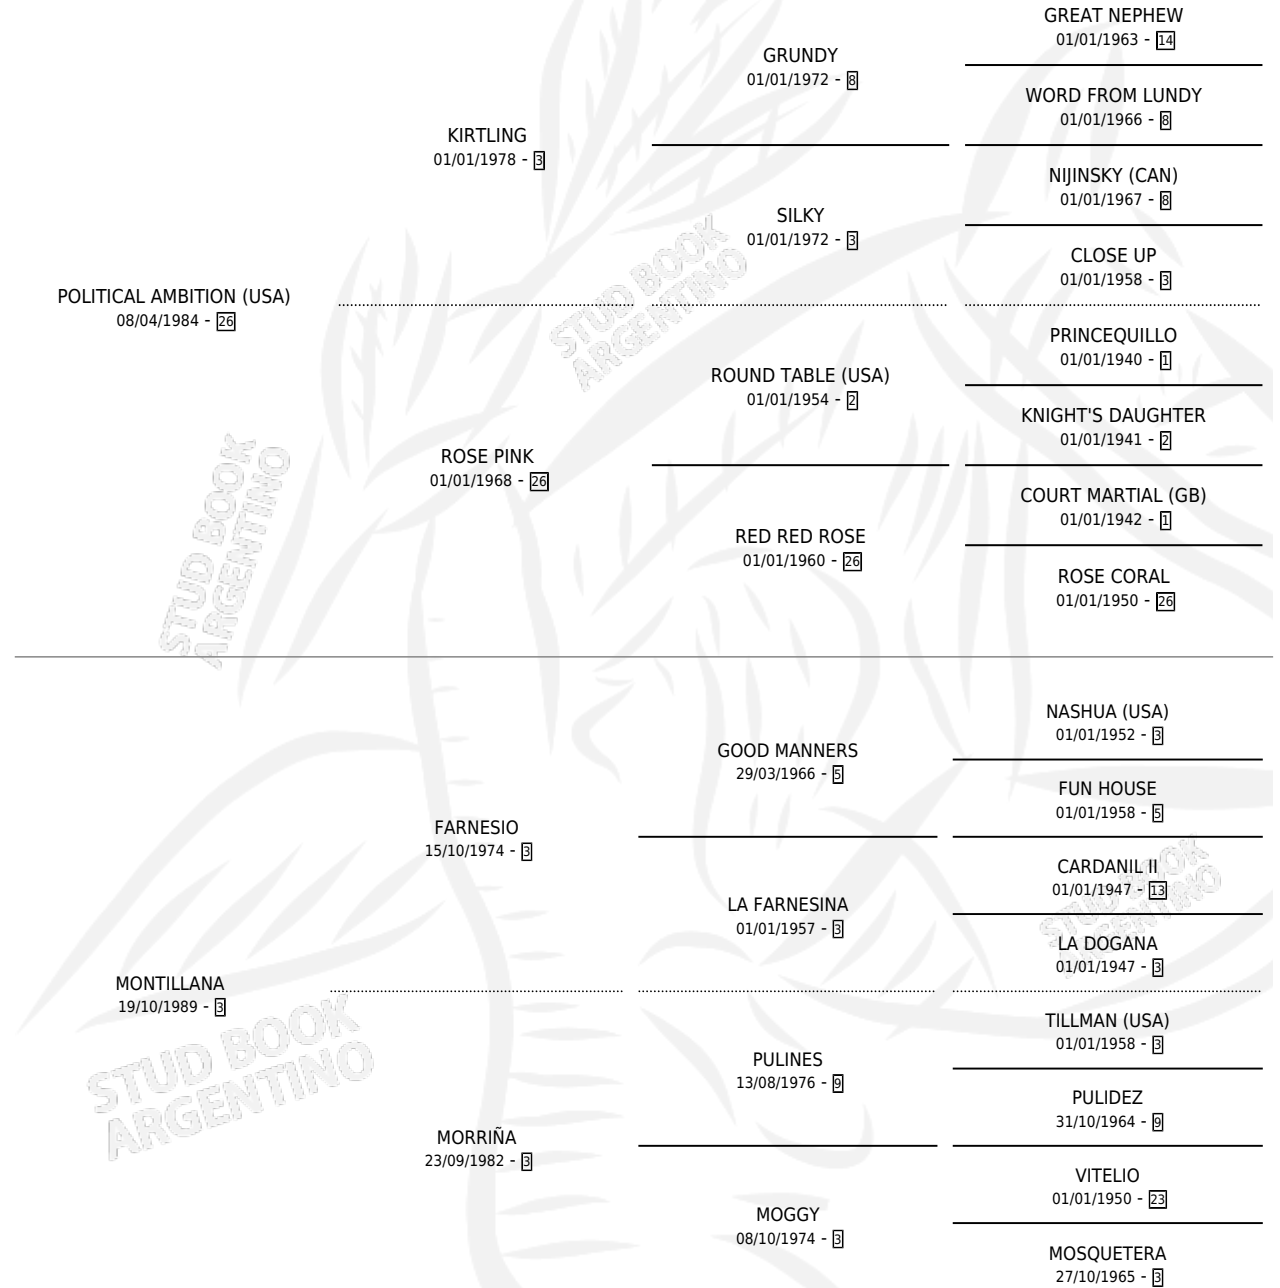 GREAT NEPHEW
01/01/1963 - 14
GRUNDY
01/01/1972 - 8
WORD FROM LUNDY
01/01/1966 - 8
KIRTLING
01/01/1978 - 3
NIJINSKY (CAN)
01/01/1967 - 8
SILKY
01/01/1972 - 3
CLOSE UP
01/01/1958 - 3
POLITICAL AMBITION (USA)
08/04/1984 - 26
PRINCEQUILLO
01/01/1940 - 1
ROUND TABLE (USA)
01/01/1954 - 2
KNIGHT'S DAUGHTER
01/01/1941 - 2
ROSE PINK
01/01/1968 - 26
COURT MARTIAL (GB)
01/01/1942 - 1
RED RED ROSE
01/01/1960 - 26
ROSE CORAL
01/01/1950 - 26
NASHUA (USA)
01/01/1952 - 3
GOOD MANNERS
29/03/1966 - 5
FUN HOUSE
01/01/1958 - 5
FARNESIO
15/10/1974 - 3
CARDANIL II
01/01/1947 - 13
LA FARNESINA
01/01/1957 - 3
LA DOGANA
01/01/1947 - 3
MONTILLANA
19/10/1989 - 3
TILLMAN (USA)
01/01/1958 - 3
PULINES
13/08/1976 - 9
PULIDEZ
31/10/1964 - 9
MORRIÑA
23/09/1982 - 3
VITELIO
01/01/1950 - 23
MOGGY
08/10/1974 - 3
MOSQUETERA
27/10/1965 - 3
STUD BOOK
ARGENTINO
STUD BOOK
ARGENTINO
STUD BOOK
ARGENTINO
STUD BOOK
ARGENTINO